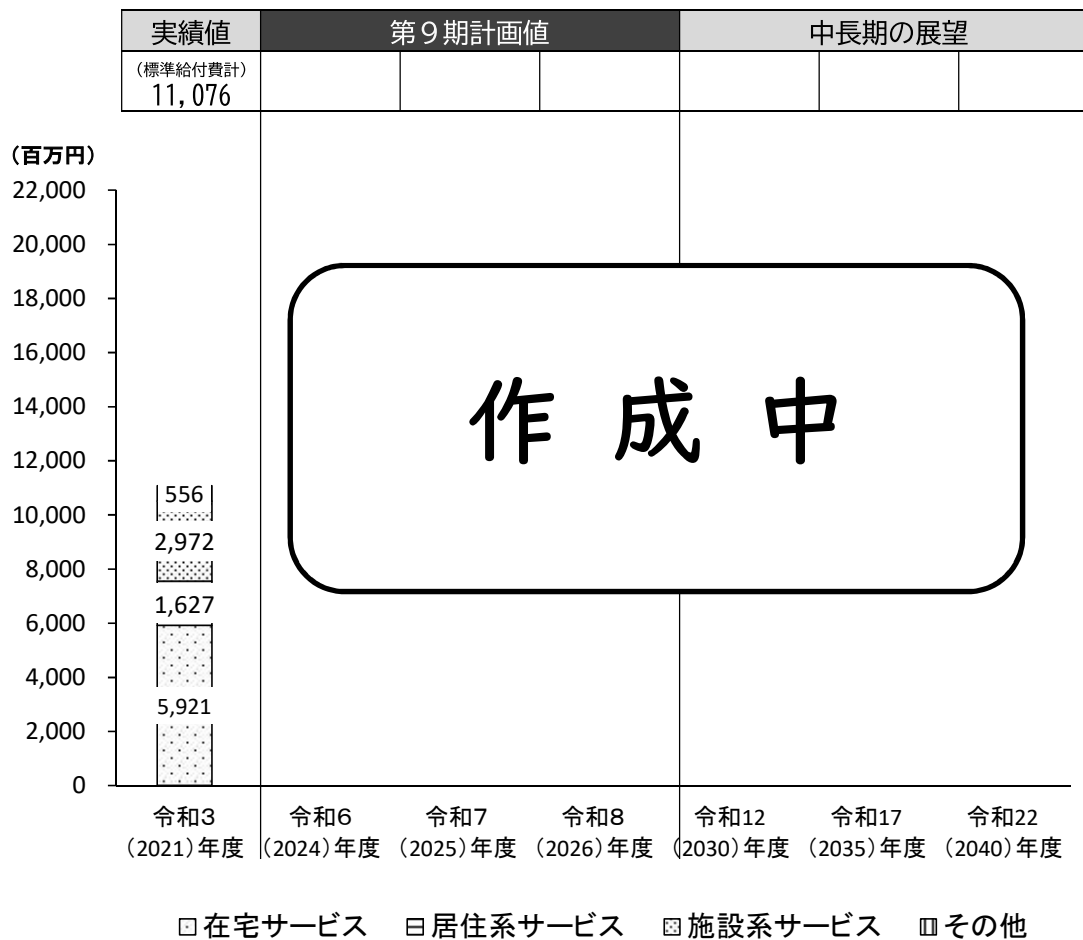 実績値 第９期計画値 中長期の展望
（標準給付費計）
11,076
（百万円）
22,000
20,000
18,000
16,000
14,000
12,000
10,000
8,000
6,000
4,000
2,000
0
作成中
556
2,972
1,627
5,921
令和3 令和6 令和7 令和8 令和12 令和17 令和22
（2021）年度 （2024）年度 （2025）年度 （2026）年度 （2030）年度 （2035）年度 （2040）年度
在宅サービス 居住系サービス 施設系サービス その他